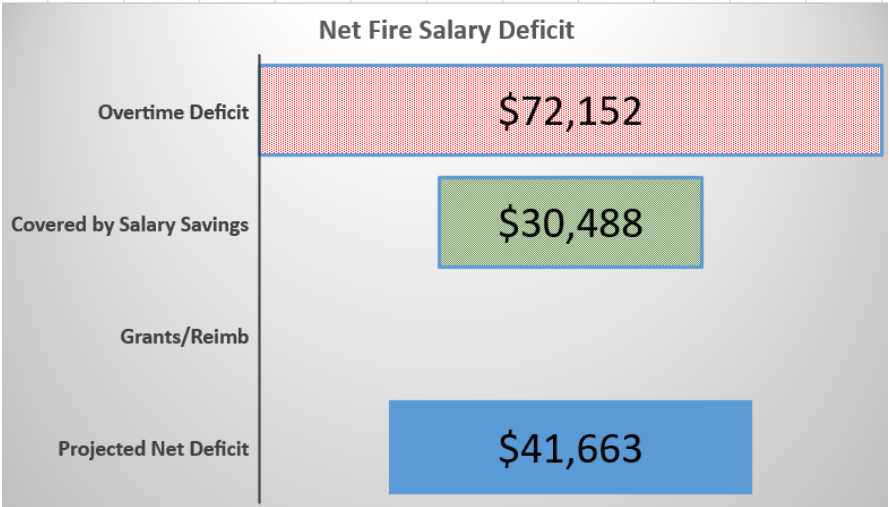 Net Fire Salary Deficit
Overtime Deficit $72,152
Covered by Salary Savings $30,488
Grants/Reimb
Projected Net Deficit $41,663